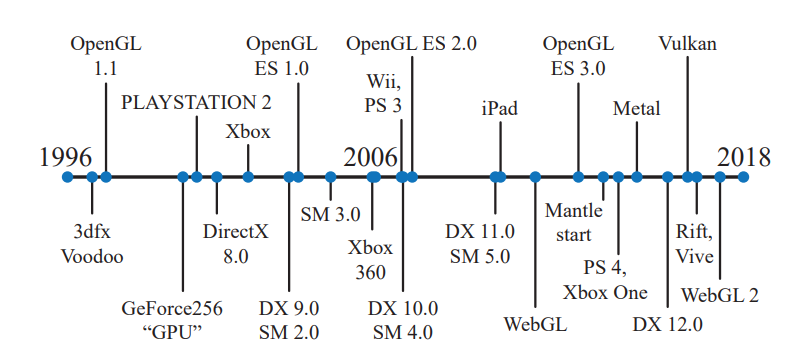 OpenGL
1.1
OpenGL
ES 1.0
OpenGL ES 2.0
OpenGL
ES 3.0
Vulkan
Wii,
PS 3
PLAYSTATION 2
Xbox
iPad
Metal
1996
2006
2018
3dfx
Voodoo
DirectX
8.0
SM 3.0
Xbox
360
DX 11.0
SM 5.0
Mantle
start
Rift,
Vive
PS 4,
Xbox One
WebGL 2
GeForce256
“GPU”
DX 9.0
SM 2.0
DX 10.0
SM 4.0
WebGL
DX 12.0